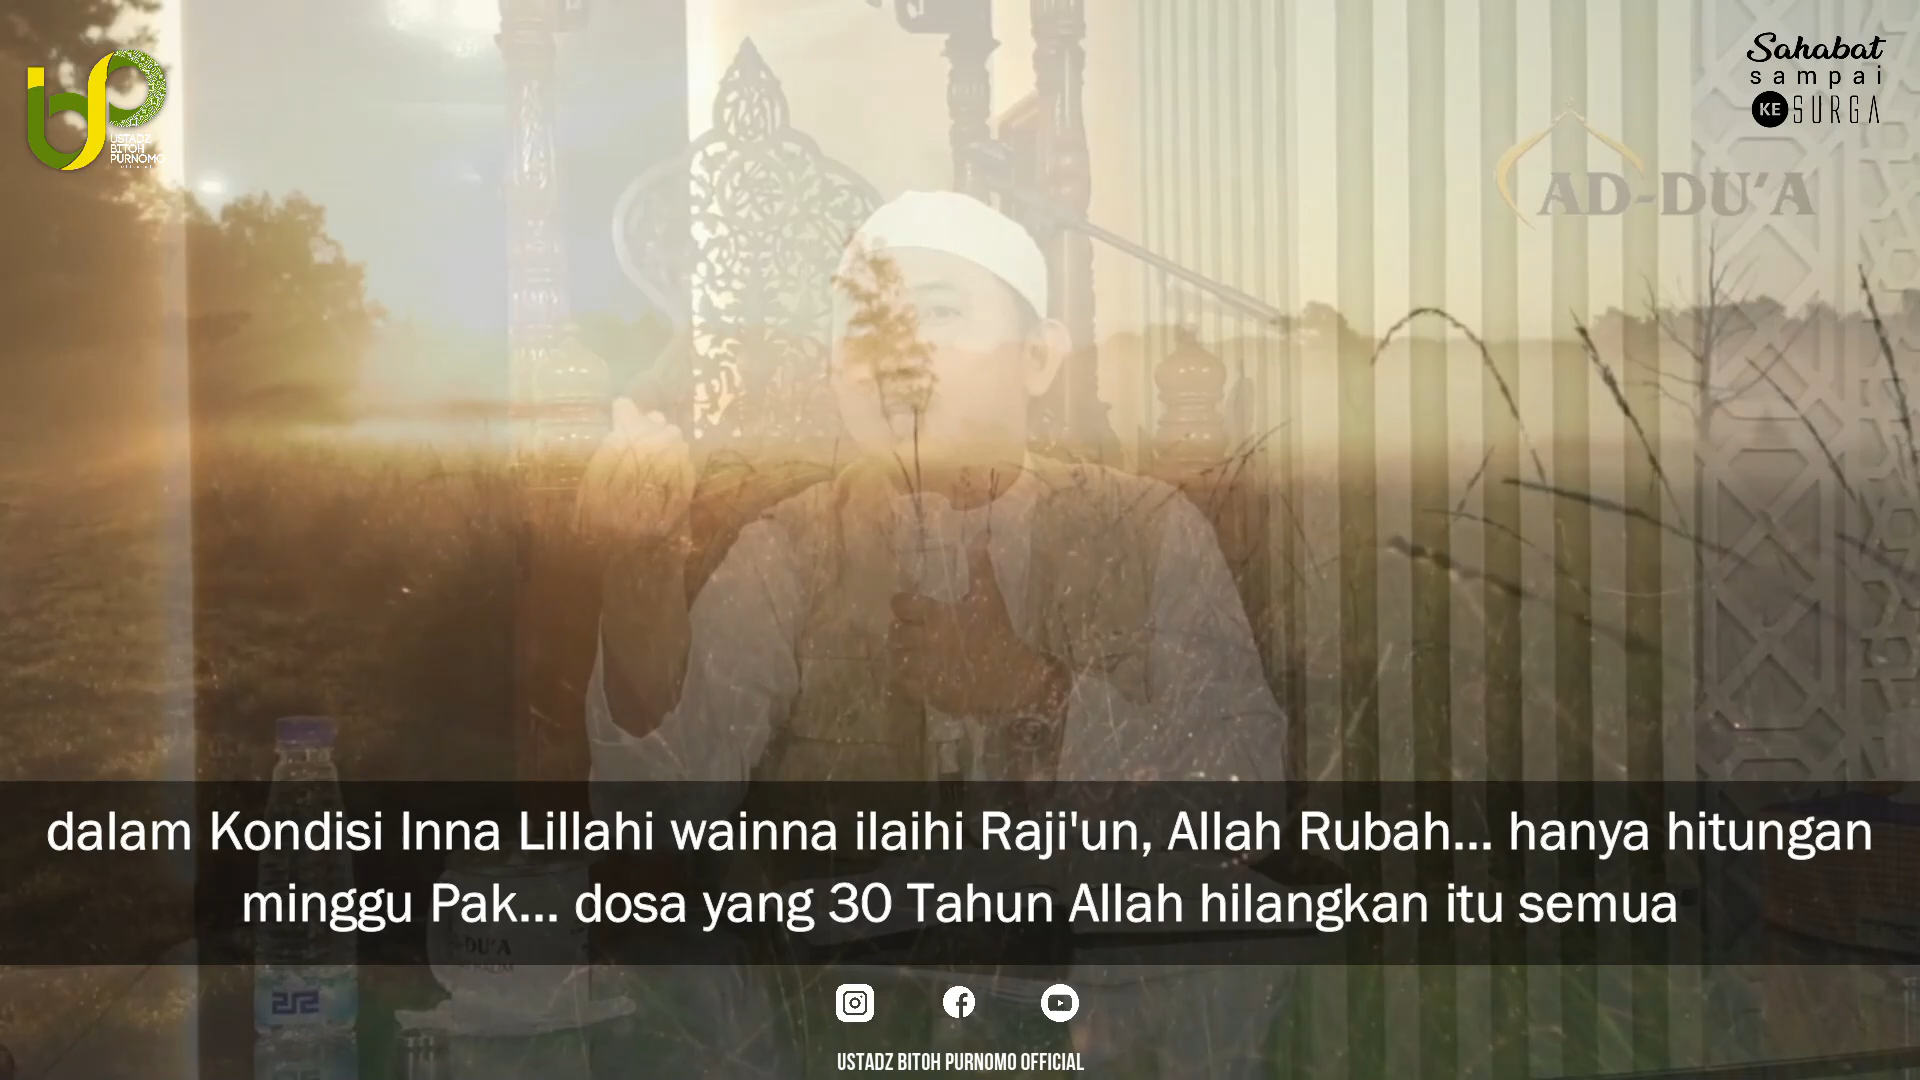 USTADZ
BITOH
PURNOMO
Sahabat
sampai
KE SURGA
AD-DU'A
dalam Kondisi Inna Lillahi wainna ilaihi Raji'un, Allah Rubah... hanya hitungan
minggu Pak... dosa yang 30 Tahun Allah hilangkan itu semua
DU'A
USTADZ BITOH PURNOMO OFFICIAL